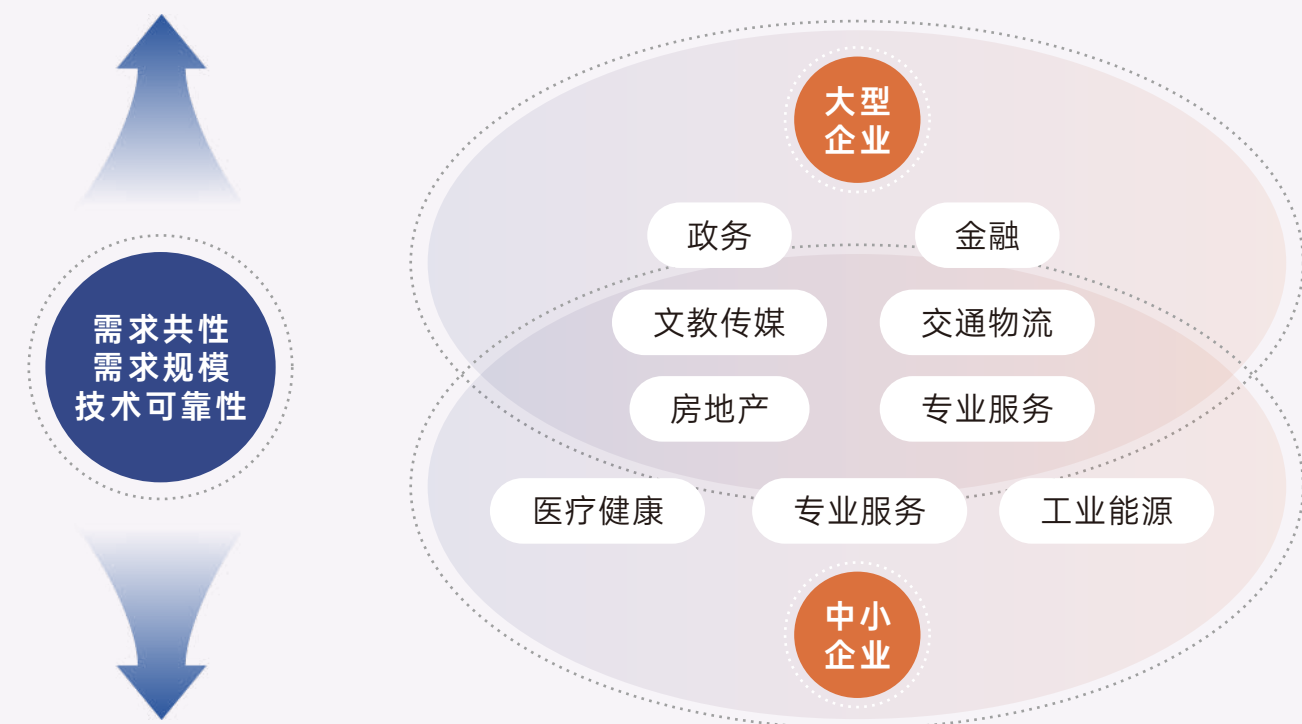 需求共性
需求规模
技术可靠性
大型
企业
政务
金融
文教传媒
交通物流
房地产
专业服务
医疗健康
专业服务
工业能源
中小
企业